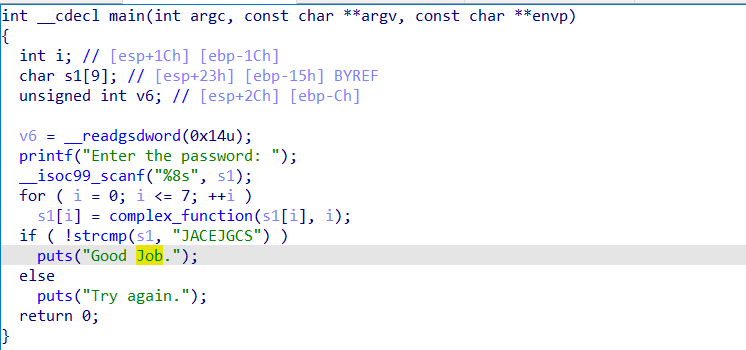 int __cdecl main(int argc, const char **argv, const char **envp)
{
  int i; // [esp+1Ch] [ebp-1Ch]
  char s1[9]; // [esp+23h] [ebp-15h] BYREF
  unsigned int v6; // [esp+2Ch] [ebp-Ch]

  v6 = __readgsdword(0x14u);
  printf("Enter the password: ");
  __isoc99_scanf("%8s", s1);
  for ( i = 0; i <= 7; ++i )
    s1[i] = complex_function(s1[i], i);
  if ( !strcmp(s1, "JACEJGCS") )
    puts("Good Job.");
  else
    puts("Try again.");
  return 0;
}